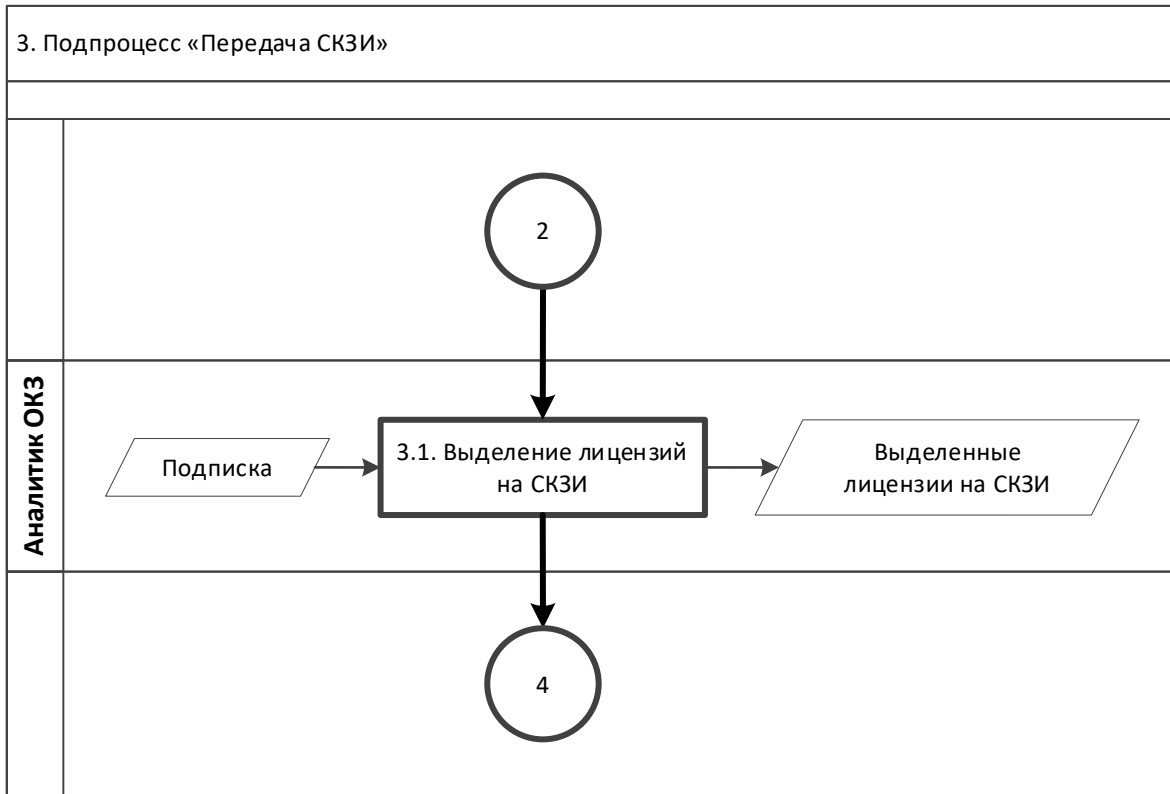 3. Подпроцесс «Передача СКЗИ»
2
Аналитик ОКЗ
Подписка
3.1. Выделение лицензий
на СКЗИ
Выделенные
лицензии на СКЗИ
4